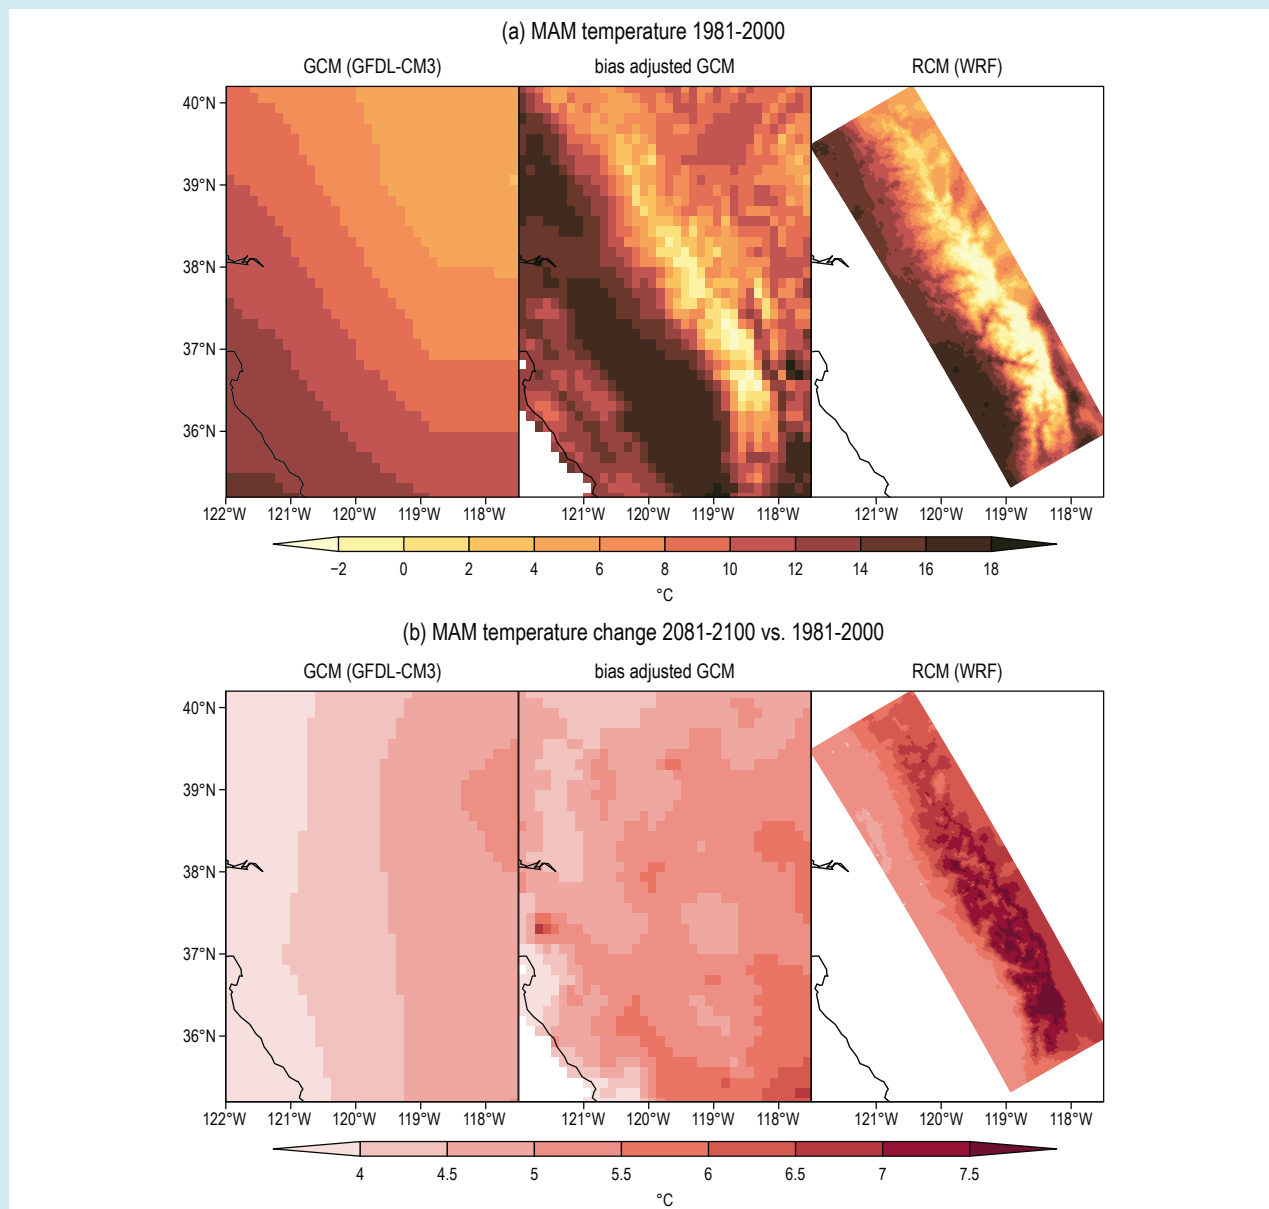 (a) MAM temperature 1981-2000
GCM (GFDL-CM3) bias adjusted GCM RCM (WRF)
40°N
39°N
38°N
37°N
36°N
122°W 121°W 120°W 119°W 118°W 121°W 120°W 119°W 118°W 121°W 120°W 119°W 118°W
−2 0 2 4 6 8 10 12 14 16 18
°C
(b) MAM temperature change 2081-2100 vs. 1981-2000
GCM (GFDL-CM3) bias adjusted GCM RCM (WRF)
40°N
39°N
38°N
37°N
36°N
122°W 121°W 120°W 119°W 118°W 121°W 120°W 119°W 118°W 121°W 120°W 119°W 118°W
4 4.5 5 5.5 6 6.5 7 7.5
°C